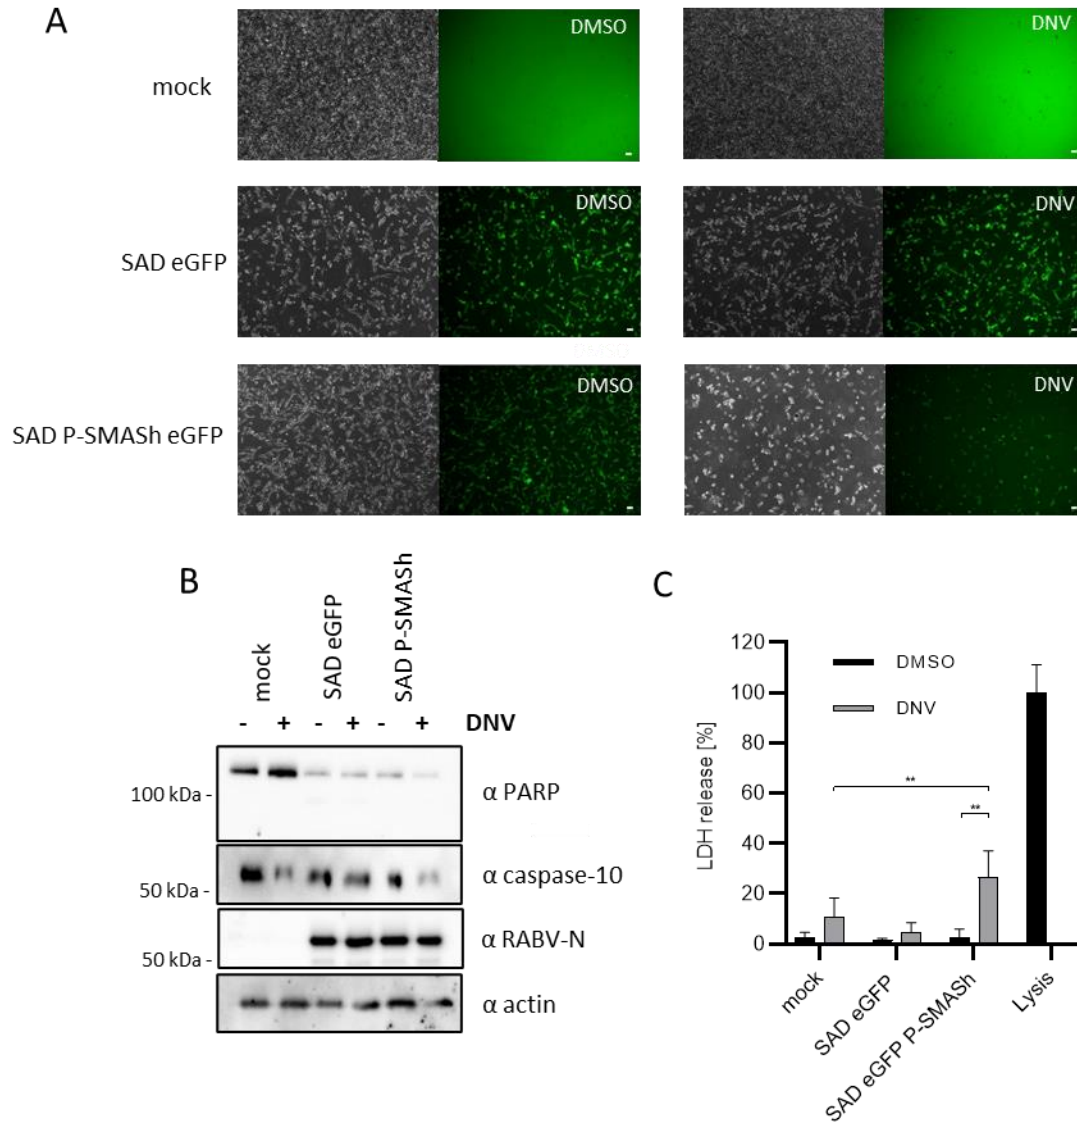 A
mock
DMSO
DNV
SAD eGFP
DMSO
DNV
DMSO
SAD P-SMASh eGFP
DMSO
DNV
B
mock
SAD eGFP
SAD P-SMASh
- + - + - + DNV
100 kDa -
α PARP
50 kDa -
α caspase-10
50 kDa -
α RABV-N
α actin
C
LDH release [%]
120
100
80
60
40
20
0
DMSO
DNV
**
**
mock
SAD eGFP
SAD eGFP P-SMASh
Lysis